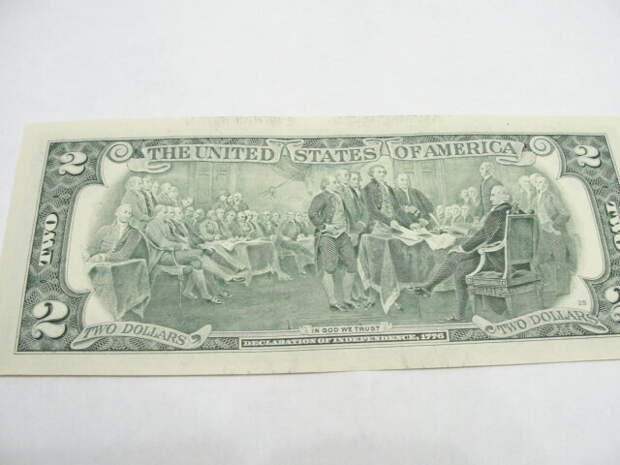 2
THE UNITED STATES OF AMERICA
2
TWO
TWO
2
TWO DOLLARS
IN GOD WE TRUST
TWO DOLLARS
DECLARATION OF INDEPENDENCE, 1776